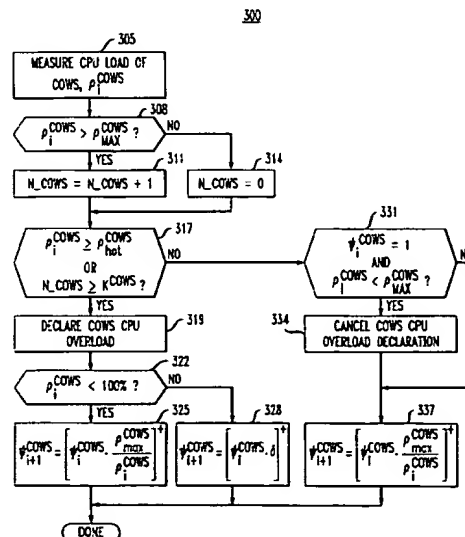 300
305
MEASURE CPU LOAD OF
COWS, ρ_i^COWS
308
ρ_i^COWS > ρ_MAX^COWS ?
NO
YES
311
314
N_COWS = N_COWS + 1
N_COWS = 0
317
331
ρ_i^COWS ≥ ρ_hot^COWS
OR
N_COWS ≥ K^COWS ?
NO
ψ_i^COWS = 1
AND
ρ_i^COWS < ρ_MAX^COWS ?
N
YES
YES
319
334
DECLARE COWS CPU
OVERLOAD
CANCEL COWS CPU
OVERLOAD DECLARATION
322
ρ_i^COWS < 100% ?
NO
YES
325
328
337
ψ_{i+1}^COWS = [ψ_i^COWS · ρ_max^COWS / ρ_i^COWS]^+
ψ_{i+1}^COWS = [ψ_i^COWS · δ]^+
ψ_{i+1}^COWS = [ψ_i^COWS · ρ_max^COWS / ρ_i^COWS]^+
DONE